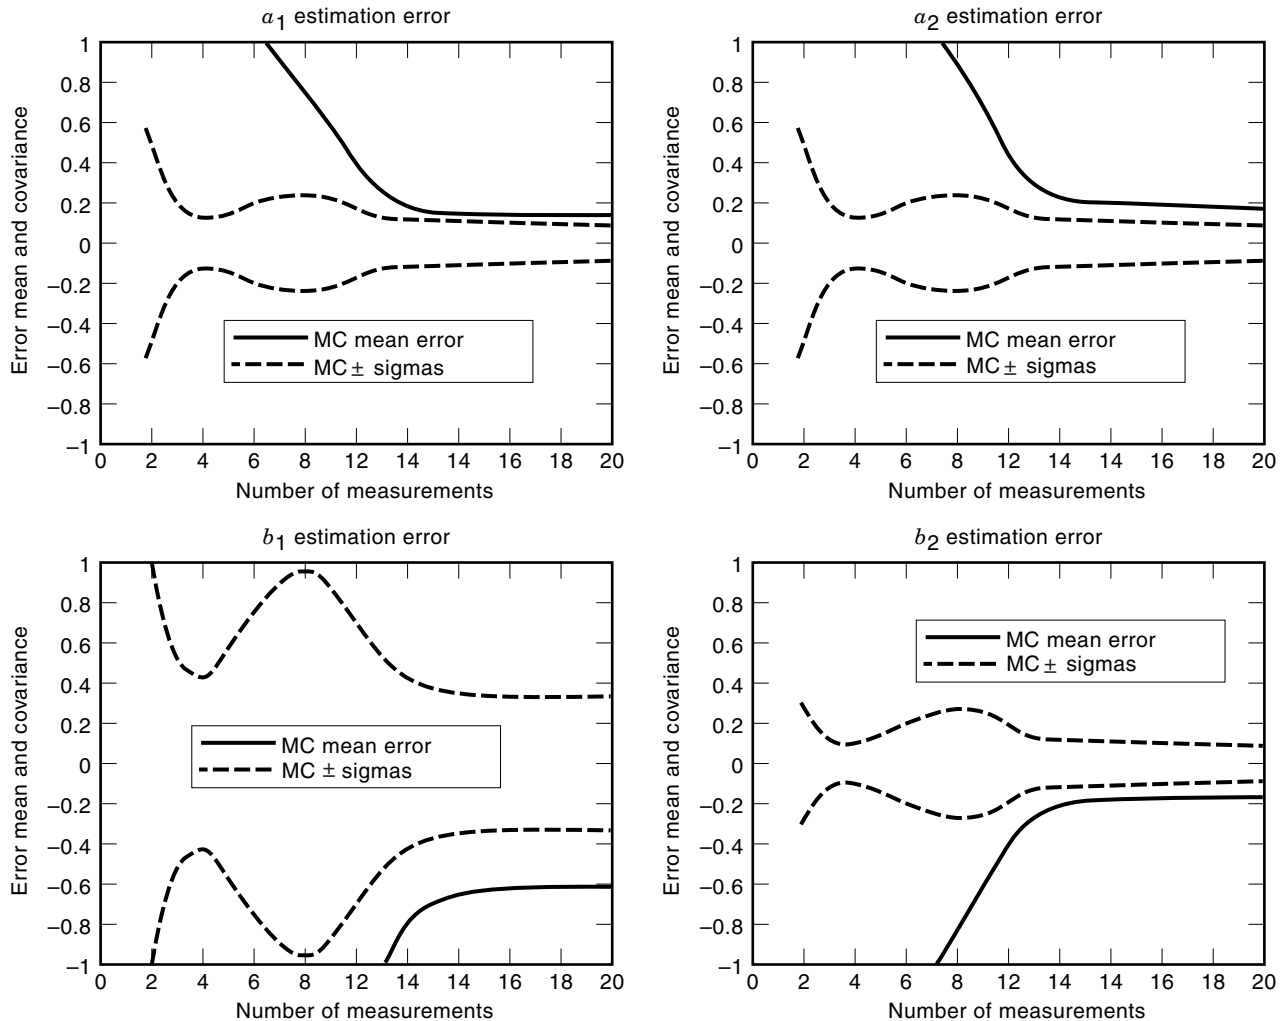 a1 estimation error
1
0.8
0.6
0.4
0.2
0
−0.2
−0.4
−0.6
−0.8
−1
Error mean and covariance
MC mean error
MC ± sigmas
0 2 4 6 8 12 14 14 16 18 20
Number of measurements
a2 estimation error
1
0.8
0.6
0.4
0.2
0
−0.2
−0.4
−0.6
−0.8
−1
Error mean and covariance
MC mean error
MC ± sigmas
0 2 4 6 8 12 14 14 16 18 20
Number of measurements
b1 estimation error
1
0.8
0.6
0.4
0.2
0
−0.2
−0.4
−0.6
−0.8
−1
Error mean and covariance
MC mean error
MC ± sigmas
0 2 4 6 8 12 14 14 16 18 20
Number of measurements
b2 estimation error
1
0.8
0.6
0.4
0.2
0
−0.2
−0.4
−0.6
−0.8
−1
Error mean and covariance
MC mean error
MC ± sigmas
0 2 4 6 8 12 14 14 16 18 20
Number of measurements